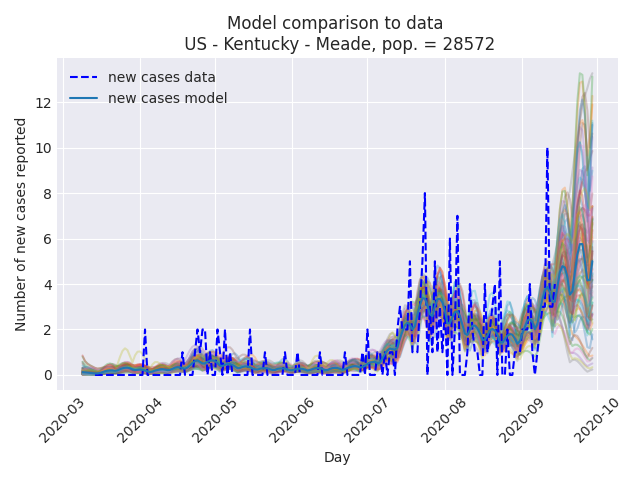 Model comparison to data
US - Kentucky - Meade, pop. = 28572
new cases data
new cases model
Number of new cases reported
12
10
8
6
4
2
0
2020-03
2020-04
2020-05
2020-06
2020-07
2020-08
2020-09
2020-10
Day